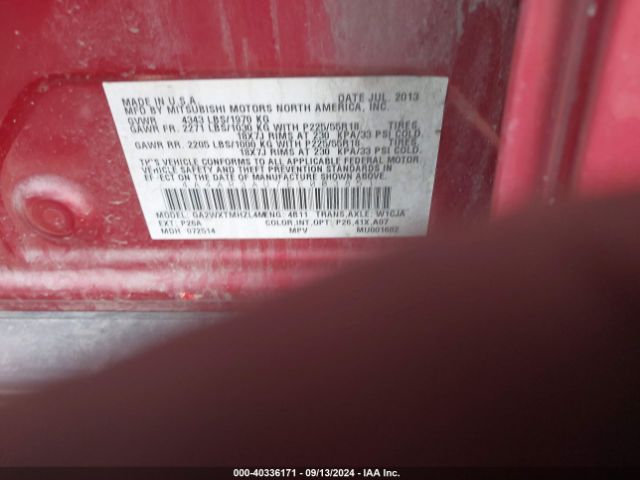 MADE IN U.S.A. DATE JUL. 2013
MFD BY MITSUBISHI MOTORS NORTH AMERICA, INC.
GVWR 4343 LBS/1970 KG
GAWR FR. 2271 LBS/1030 KG WITH P225/55R18 TIRES,
18X7J RIMS AT 230 KPA/33 PSI COLD
GAWR RR. 2205 LBS/1000 KG WITH P225/55R18 TIRES,
18X7J RIMS AT 230 KPA/33 PSI COLD
THIS VEHICLE CONFORMS TO ALL APPLICABLE FEDERAL MOTOR
VEHICLE SAFETY AND THEFT PREVENTION STANDARDS IN
EFFECT ON THE DATE OF MANUFACTURE SHOWN ABOVE.
MODEL: GA2WXTMHZL4M ENG: 4B11 TRANS,AXLE: W1CJA
EXT: P26A COLOR,INT,OPT: P26,41X,A07
MDH 072514 MPV MU001682
000-40336171 - 09/13/2024 - IAAI.CA